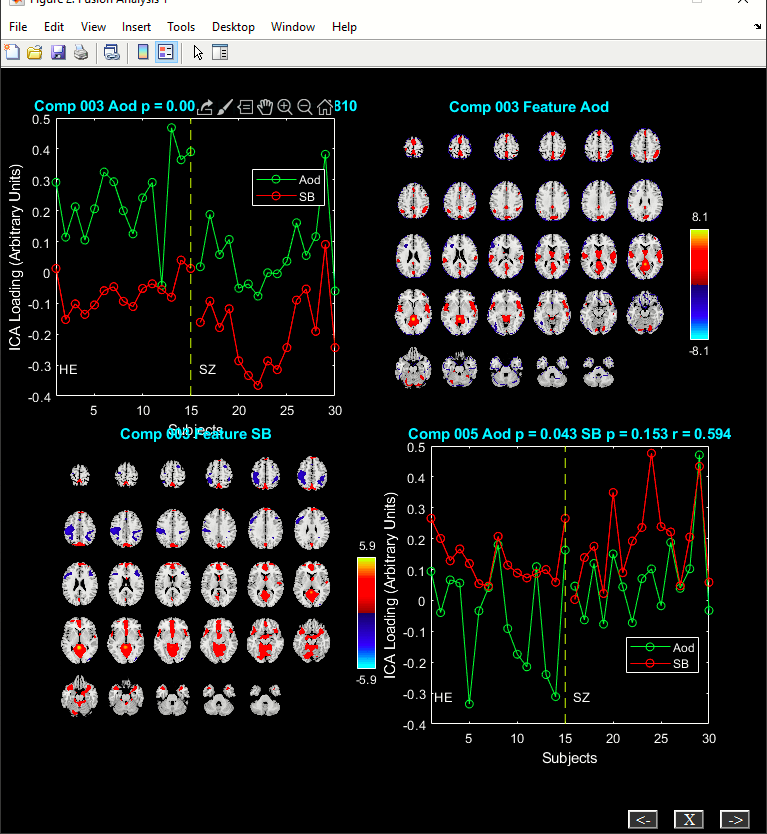 Figure 2: Fusion Analysis 1
File Edit View Insert Tools Desktop Window Help
Comp 003 Aod p = 0.00 810
Comp 003 Feature Aod
ICA Loading (Arbitrary Units)
0.5
0.4
0.3
0.2
0.1
0
-0.1
-0.2
-0.3
-0.4
Aod
SB
HE
SZ
5 10 15 20 25 30
Subjects
8.1
-8.1
Comp 003 Feature SB
5.9
-5.9
Comp 005 Aod p = 0.043 SB p = 0.153 r = 0.594
ICA Loading (Arbitrary Units)
0.5
0.4
0.3
0.2
0.1
0
-0.1
-0.2
-0.3
-0.4
Aod
SB
HE
SZ
5 10 15 20 25 30
Subjects
<- X ->